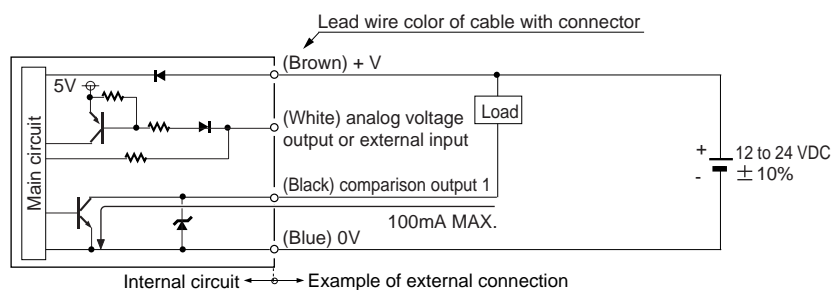 Lead wire color of cable with connector
(Brown) + V
5V
Load
(White) analog voltage
output or external input
Main circuit
+ 12 to 24 VDC
- ±10%
(Black) comparison output 1
100mA MAX.
(Blue) 0V
Internal circuit Example of external connection